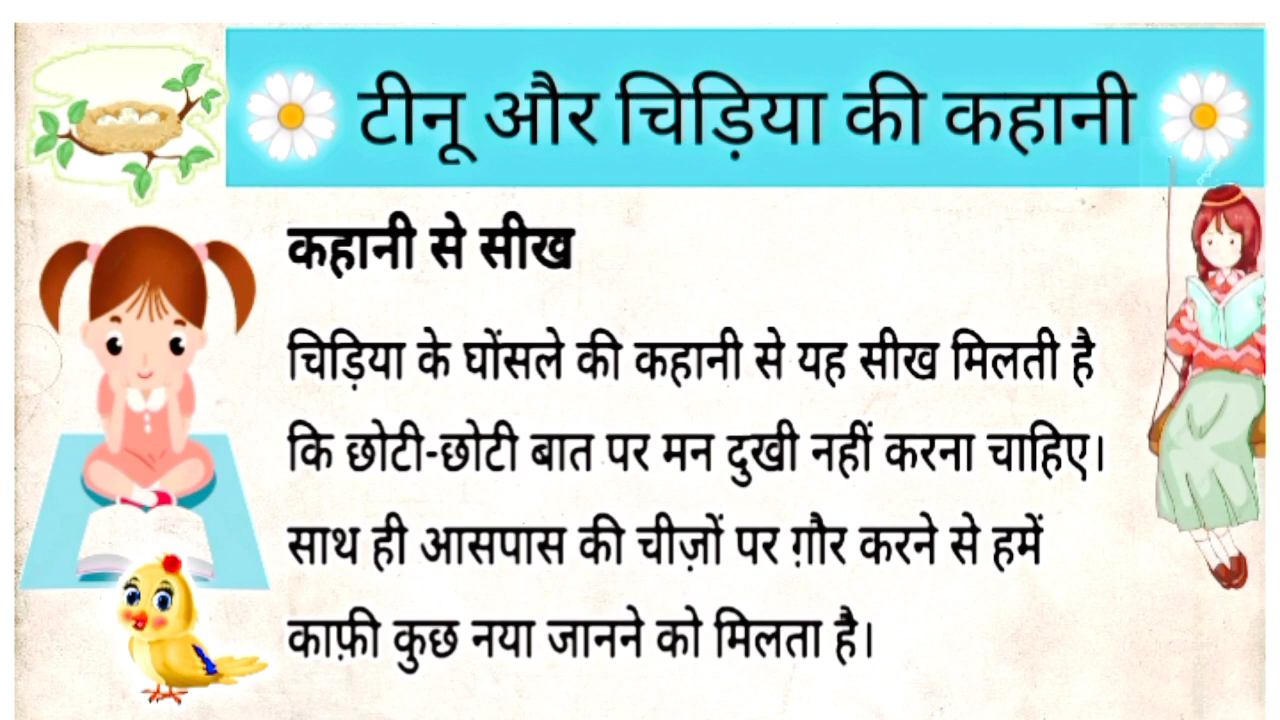 टीनू और चिड़िया की कहानी
कहानी से सीख
चिड़िया के घोंसले की कहानी से यह सीख मिलती है
कि छोटी-छोटी बात पर मन दुखी नहीं करना चाहिए।
साथ ही आसपास की चीज़ों पर ग़ौर करने से हमें
काफ़ी कुछ नया जानने को मिलता है।